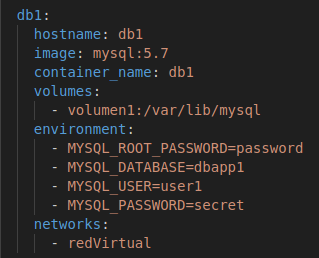 db1:
hostname: db1
image: mysql:5.7
container_name: db1
volumes:
- volumen1:/var/lib/mysql
environment:
- MYSQL_ROOT_PASSWORD=password
- MYSQL_DATABASE=dbapp1
- MYSQL_USER=user1
- MYSQL_PASSWORD=secret
networks:
- redVirtual